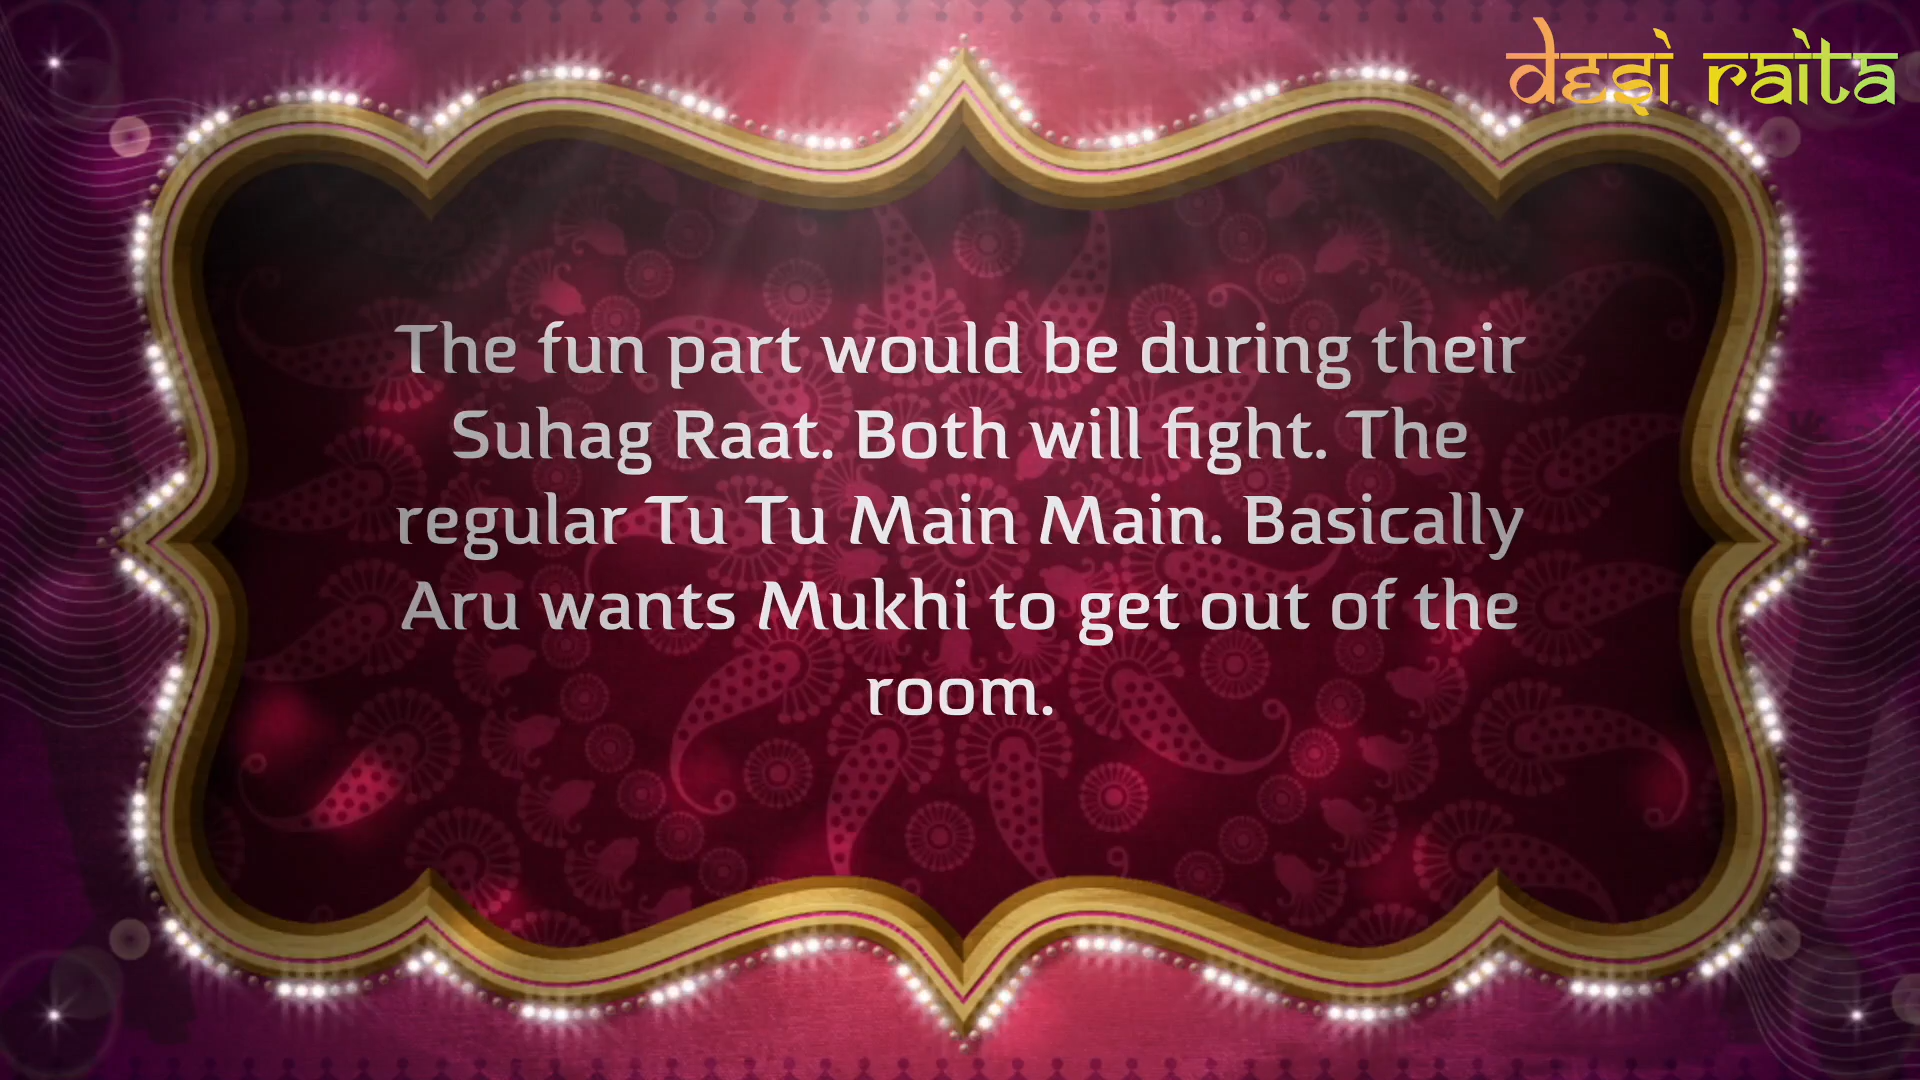 desi raita
The fun part would be during their
Suhag Raat. Both will fight. The
regular Tu Tu Main Main. Basically
Aru wants Mukhi to get out of the
room.